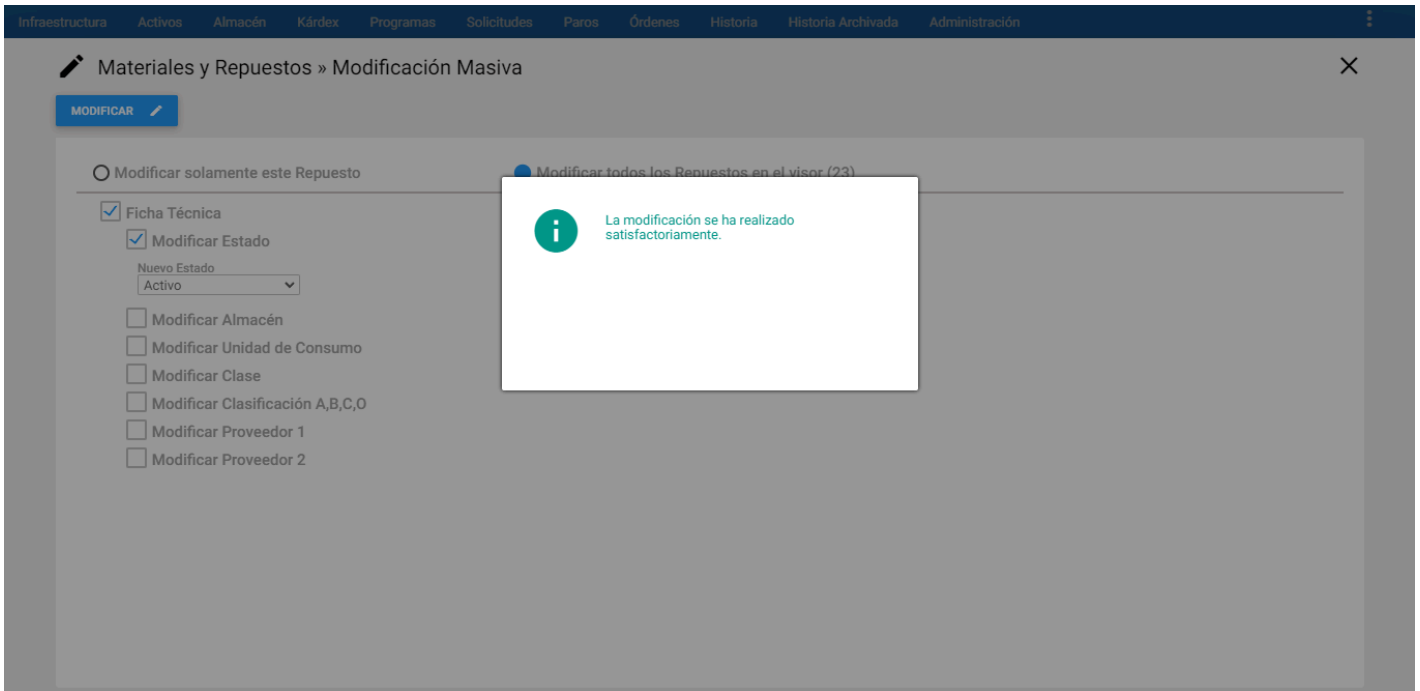 Infraestructura Activos Almacén Kárdex Programas Solicitudes Paros Órdenes Historia Historia Archivada Administración
Materiales y Repuestos » Modificación Masiva
MODIFICAR
Modificar solamente este Repuesto Modificar todos los Repuestos en el visor (23)
Ficha Técnica
Modificar Estado
Nuevo Estado
Activo
Modificar Almacén
Modificar Unidad de Consumo
Modificar Clase
Modificar Clasificación A,B,C,O
Modificar Proveedor 1
Modificar Proveedor 2
La modificación se ha realizado
satisfactoriamente.